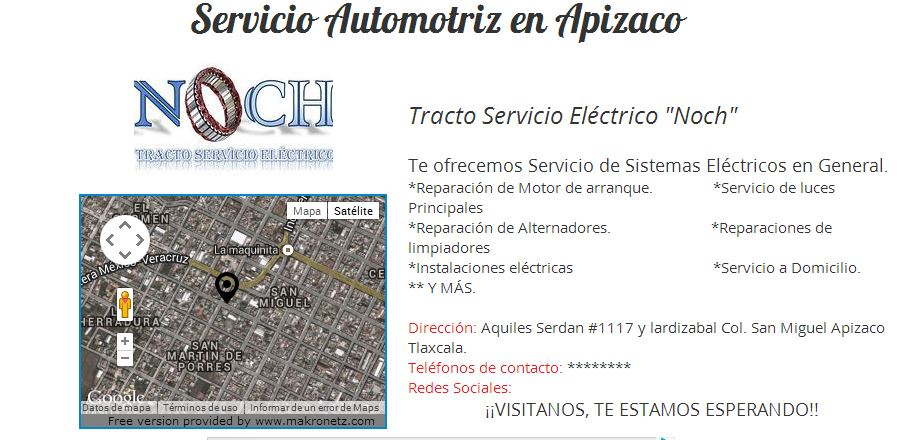 Servicio Automotriz en Apizaco
NOCH
TRACTO SERVICIO ELÉCTRICO
Tracto Servicio Eléctrico "Noch"
Te ofrecemos Servicio de Sistemas Eléctricos en General.
*Reparación de Motor de arranque. *Servicio de luces
Principales
*Reparación de Alternadores. *Reparaciones de
limpiadores
*Instalaciones eléctricas *Servicio a Domicilio.
** Y MÁS.
Dirección: Aquiles Serdan #1117 y lardizabal Col. San Miguel Apizaco
Tlaxcala.
Teléfonos de contacto: ********
Redes Sociales:
¡¡VISITANOS, TE ESTAMOS ESPERANDO!!
Mapa Satélite
EL
La maquinita
México-Veracruz
CE
SAN
MIGUEL
LA
HERRADURA
SAN
MARTIN DE
PORRES
Google
Datos de mapa Términos de uso Informar de un error de Maps
Free version provided by www.makronetz.com